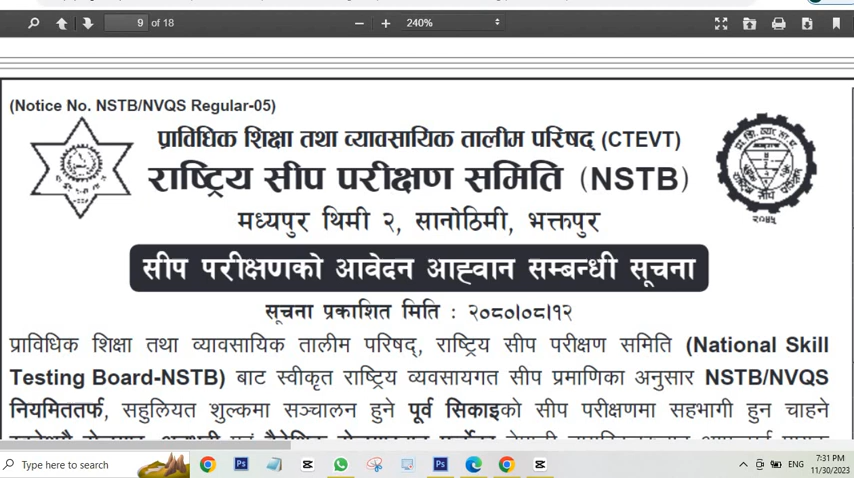 9 of 18
240%
(Notice No. NSTB/NVQS Regular-05)
प्राविधिक शिक्षा तथा व्यावसायिक तालीम परिषद् (CTEVT)
राष्ट्रिय सीप परीक्षण समिति (NSTB)
मध्यपुर थिमी २, सानोठिमी, भक्तपुर
२०४५
सीप परीक्षणको आवेदन आह्वान सम्बन्धी सूचना
सूचना प्रकाशित मिति : २०८०।०८।१२
प्राविधिक शिक्षा तथा व्यावसायिक तालीम परिषद्, राष्ट्रिय सीप परीक्षण समिति (National Skill
Testing Board-NSTB) बाट स्वीकृत राष्ट्रिय व्यवसायगत सीप प्रमाणिका अनुसार NSTB/NVQS
नियमिततर्फ, सहुलियत शुल्कमा सञ्चालन हुने पूर्व सिकाइको सीप परीक्षणमा सहभागी हुन चाहने
Type here to search
ENG
7:31 PM
11/30/2023